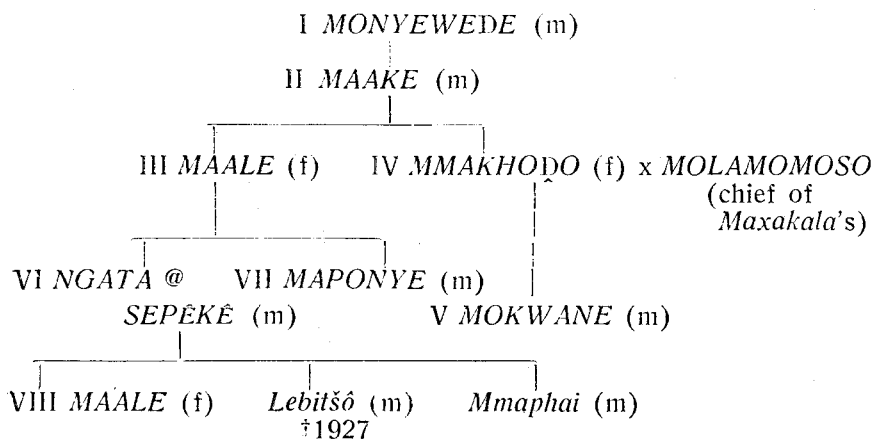 I MONYEWEDE (m)
II MAAKE (m)
III MAALE (f) IV MMAKHOḒO (f) x MOLAMOMOSO
(chief of
Maxakala's)
VI NGATA @ VII MAPONYE (m)
SEPÊKÊ (m) V MOKWANE (m)
VIII MAALE (f) Lebitšô (m) Mmaphai (m)
†1927